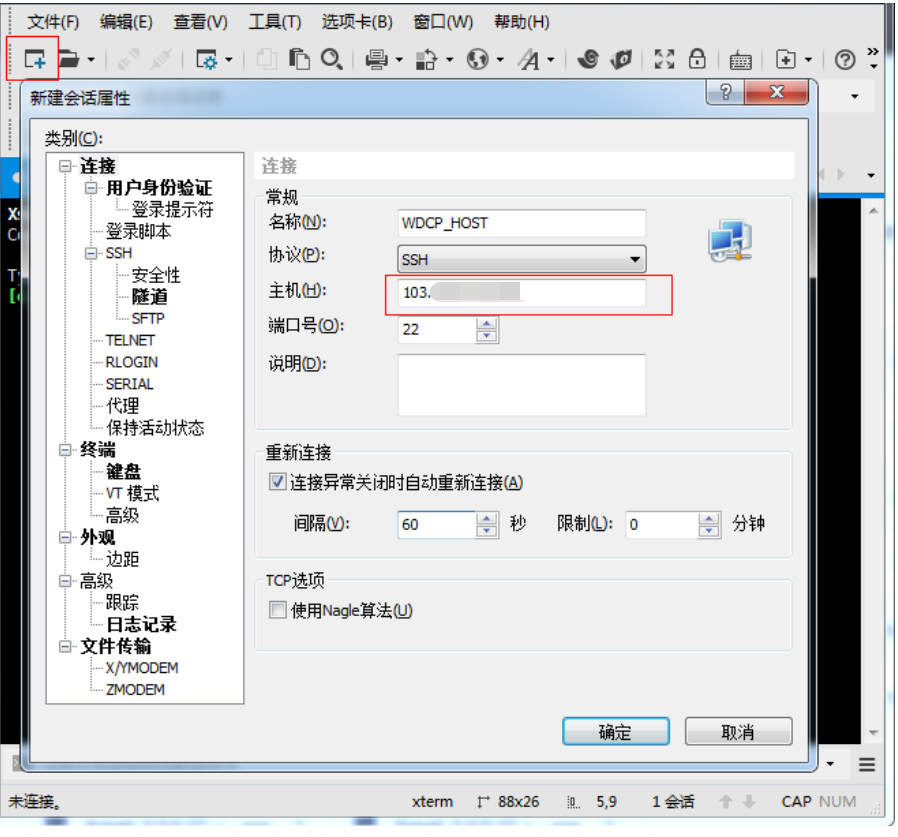 文件(F) 编辑(E) 查看(V) 工具(T) 选项卡(B) 窗口(W) 帮助(H)
新建会话属性
类别(C):
连接
用户身份验证
登录提示符
登录脚本
SSH
安全性
隧道
SFTP
TELNET
RLOGIN
SERIAL
代理
保持活动状态
终端
键盘
VT 模式
高级
外观
边距
高级
跟踪
日志记录
文件传输
X/YMODEM
ZMODEM
连接
常规
名称(N): WDCP_HOST
协议(P): SSH
主机(H): 103.
端口号(O): 22
说明(D):
重新连接
连接异常关闭时自动重新连接(A)
间隔(V): 60 秒 限制(L): 0 分钟
TCP选项
使用Nagle算法(U)
确定 取消
未连接。 xterm 88x26 5,9 1 会话 CAP NUM